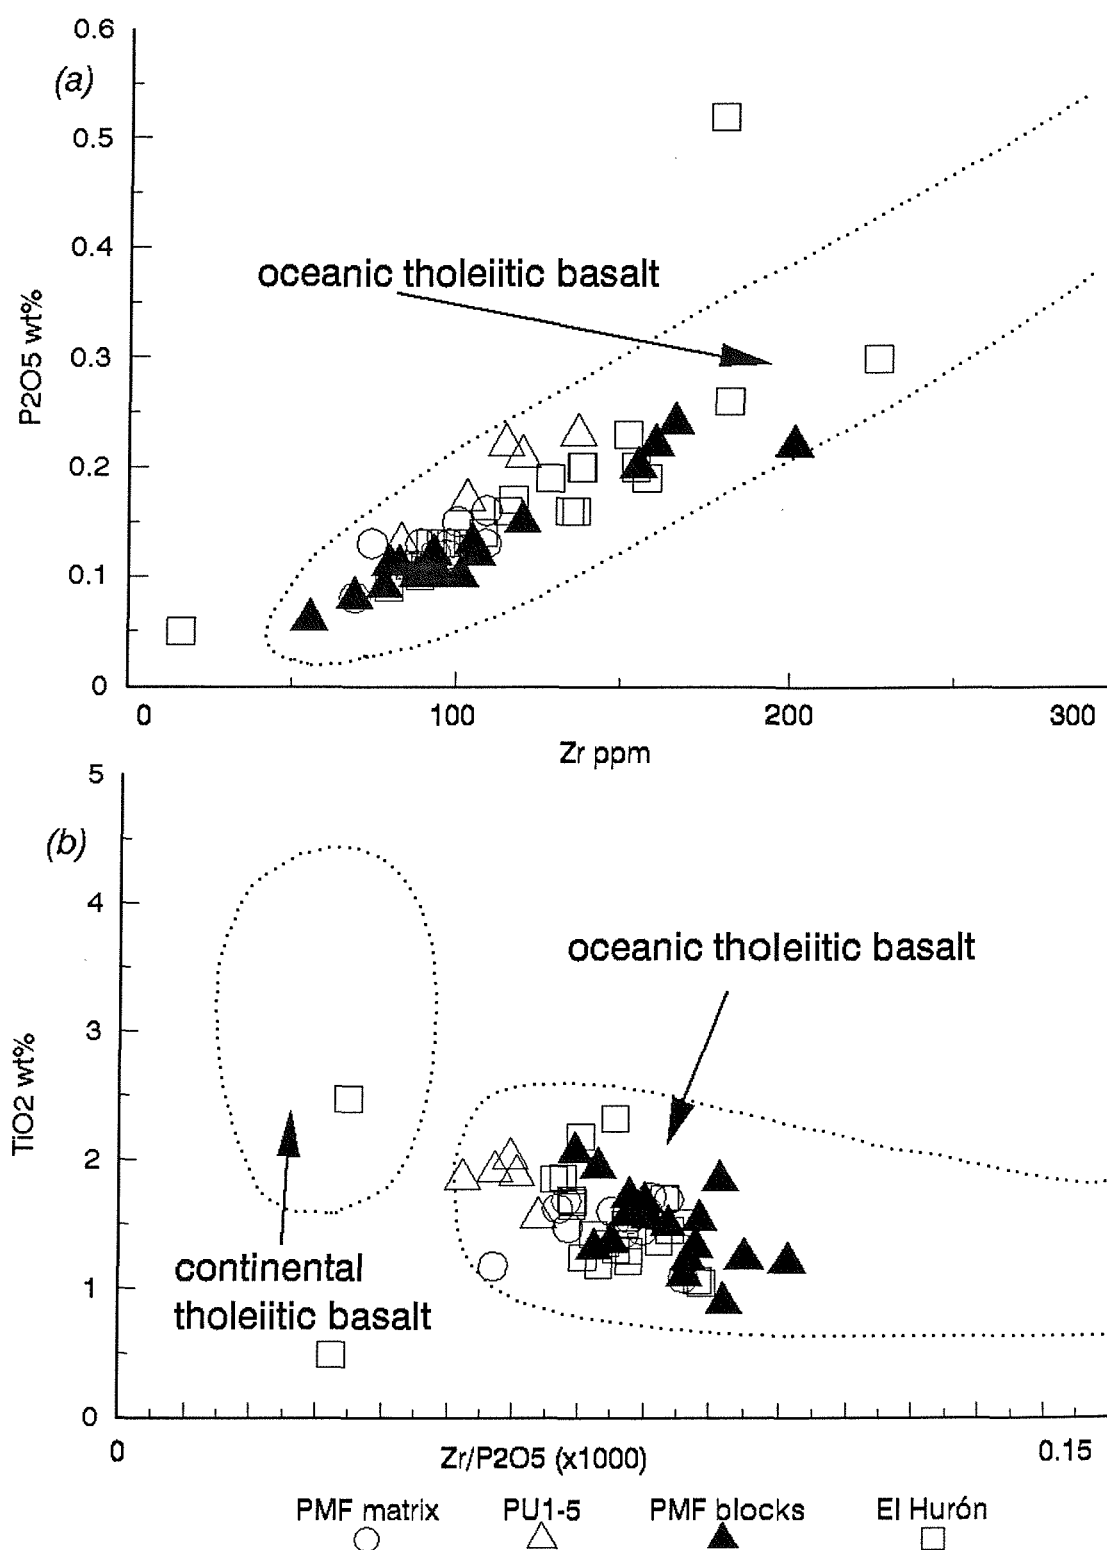 0.6
(a)
0.5
0.4
oceanic tholeiitic basalt
P2O5 wt%
0.3
0.2
0.1
0
0 100 200 300
Zr ppm
5
(b)
4
oceanic tholeiitic basalt
3
TiO2 wt%
2
continental
tholeiitic basalt
1
0
0 Zr/P2O5 (x1000) 0.15
PMF matrix PU1-5 PMF blocks El Hurón